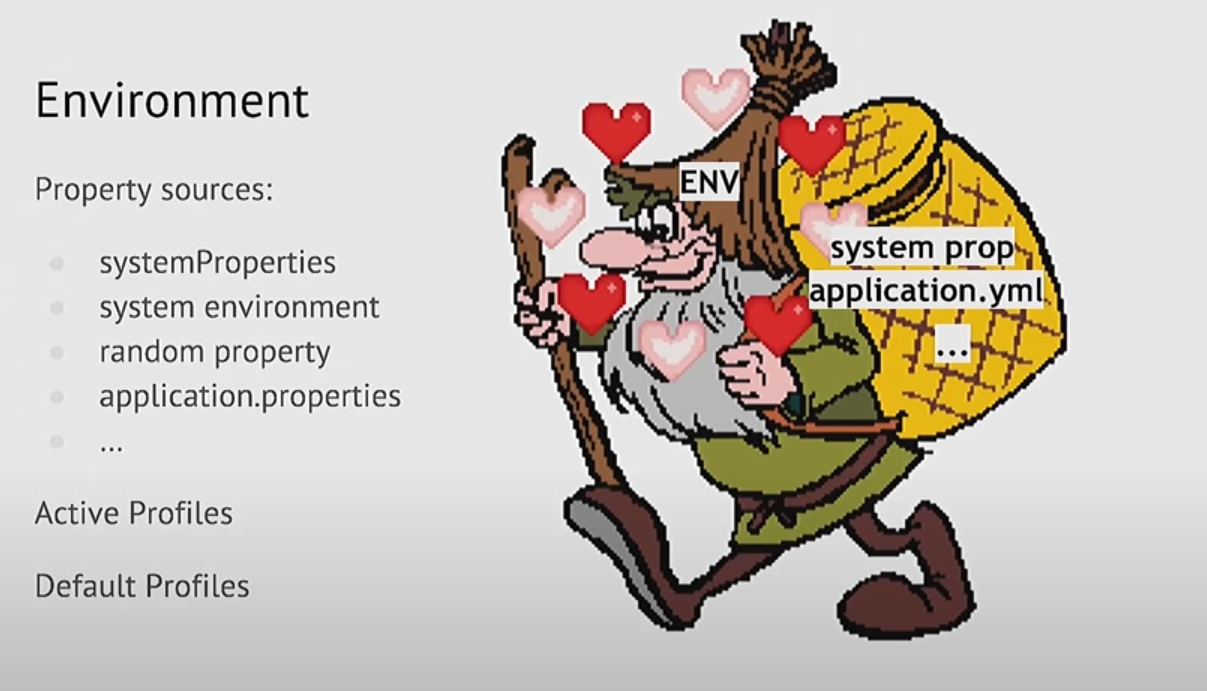 Environment
Property sources:
systemProperties
system environment
random property
application.properties
...
Active Profiles
Default Profiles
ENV
system prop
application.yml
...